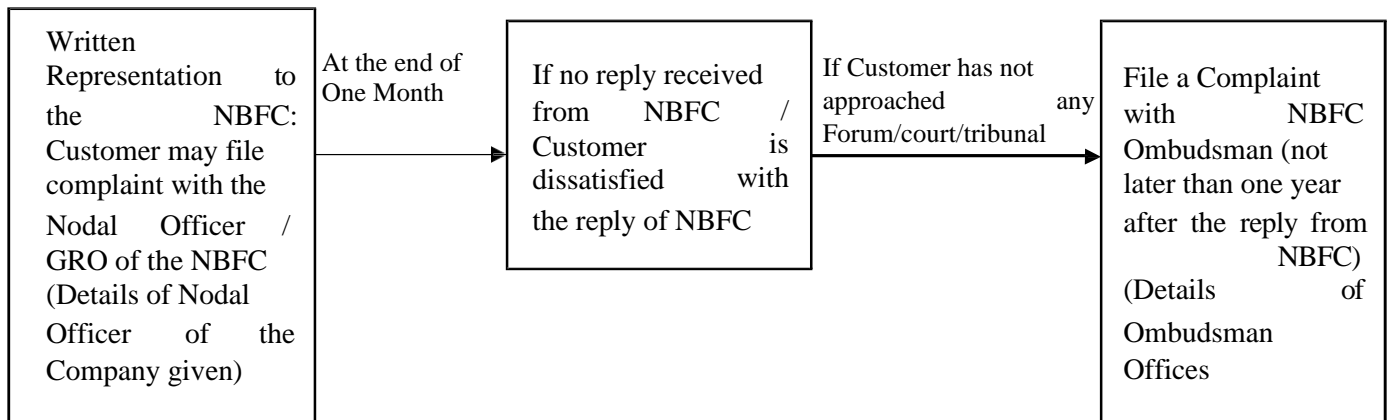 Written
Representation to
the NBFC:
Customer may file
complaint with the
Nodal Officer /
GRO of the NBFC
(Details of Nodal
Officer of the
Company given)
At the end of
One Month
If no reply received
from NBFC /
Customer is
dissatisfied with
the reply of NBFC
If Customer has not
approached any
Forum/court/tribunal
File a Complaint
with NBFC
Ombudsman (not
later than one year
after the reply from
NBFC)
(Details of
Ombudsman
Offices